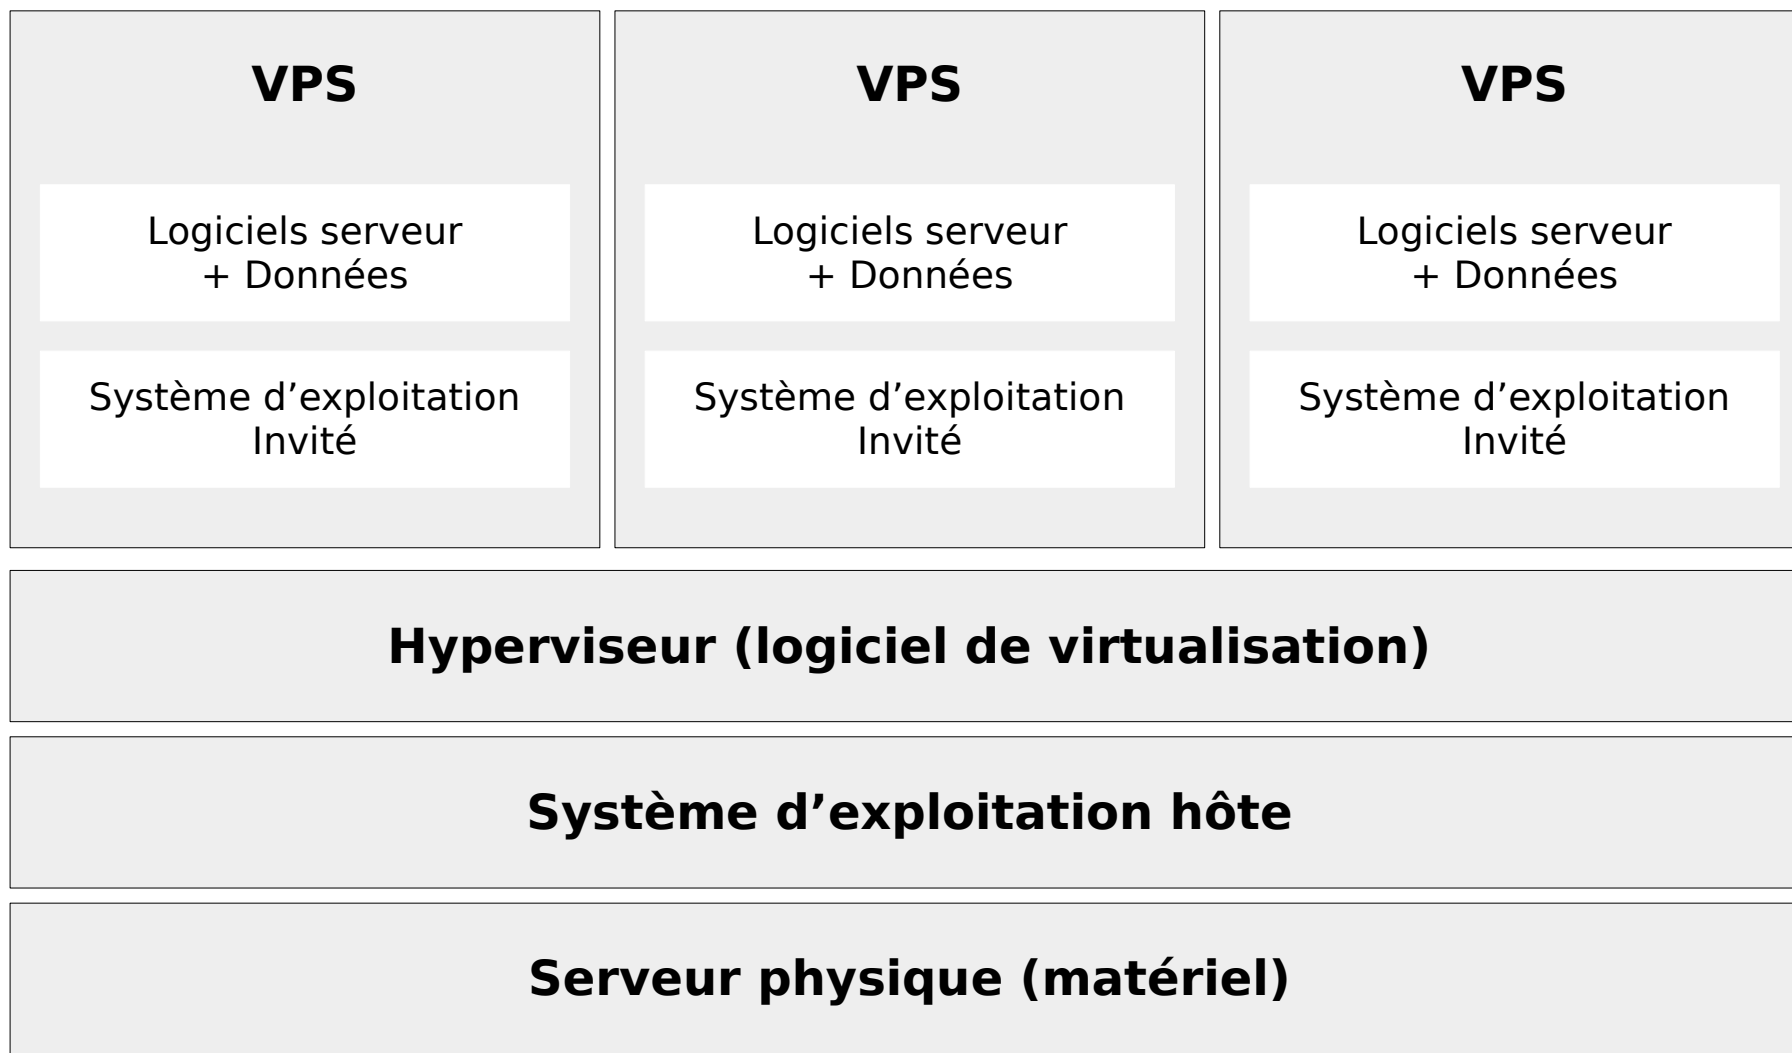 VPS
Logiciels serveur
+ Données
Système d’exploitation
Invité
VPS
Logiciels serveur
+ Données
Système d’exploitation
Invité
VPS
Logiciels serveur
+ Données
Système d’exploitation
Invité
Hyperviseur (logiciel de virtualisation)
Système d’exploitation hôte
Serveur physique (matériel)